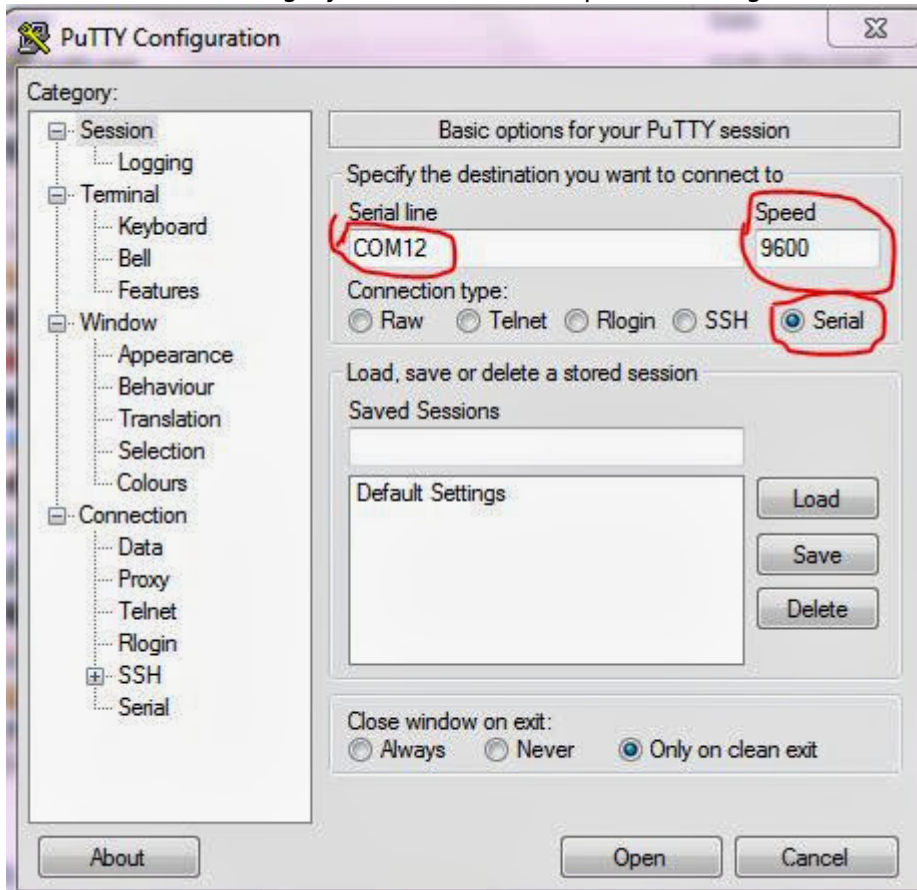 PuTTY Configuration
Category:
Session
Logging
Terminal
Keyboard
Bell
Features
Window
Appearance
Behaviour
Translation
Selection
Colours
Connection
Data
Proxy
Telnet
Rlogin
SSH
Serial
Basic options for your PuTTY session
Specify the destination you want to connect to
Serial line Speed
COM12 9600
Connection type:
Raw Telnet Rlogin SSH Serial
Load, save or delete a stored session
Saved Sessions
Default Settings
Load
Save
Delete
Close window on exit:
Always Never Only on clean exit
About Open Cancel